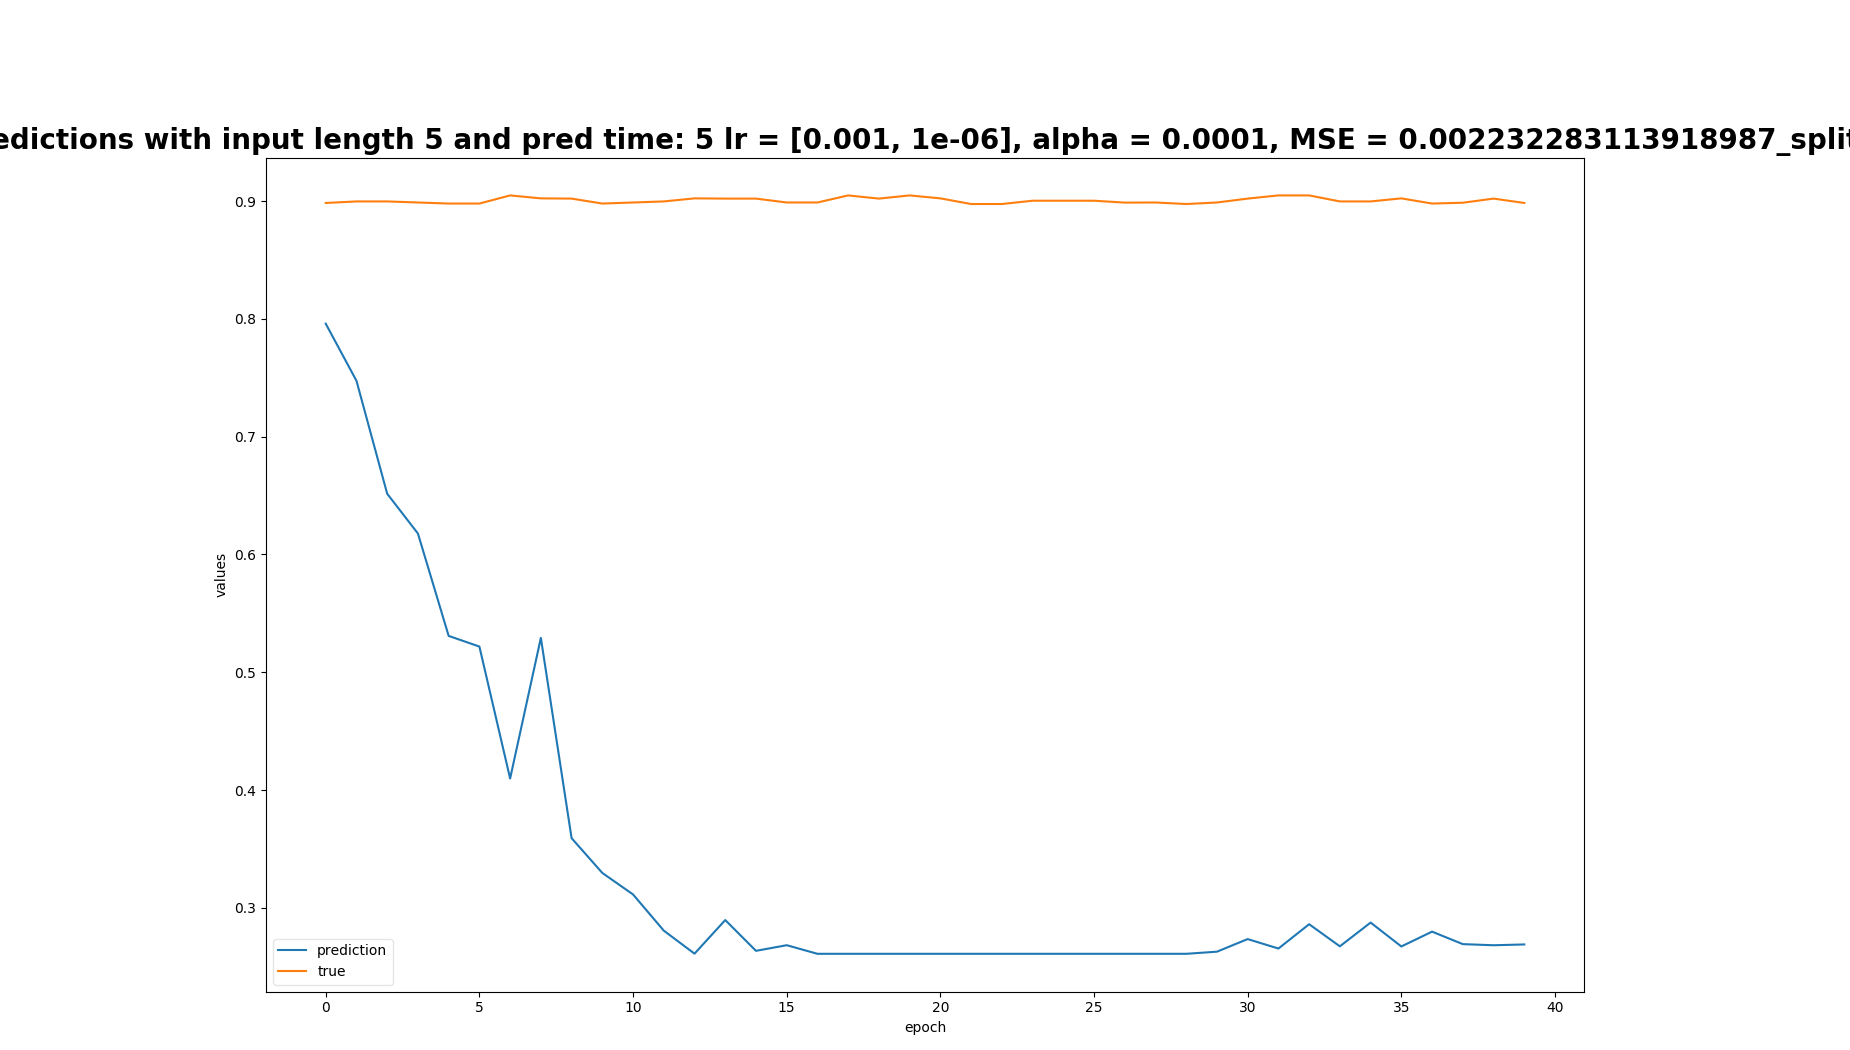 edictions with input length 5 and pred time: 5 lr = [0.001, 1e-06], alpha = 0.0001, MSE = 0.002232283113918987_split
0.9
0.8
0.7
0.6
0.5
0.4
0.3
values
prediction
true
0 5 10 15 20 25 30 35 40
epoch